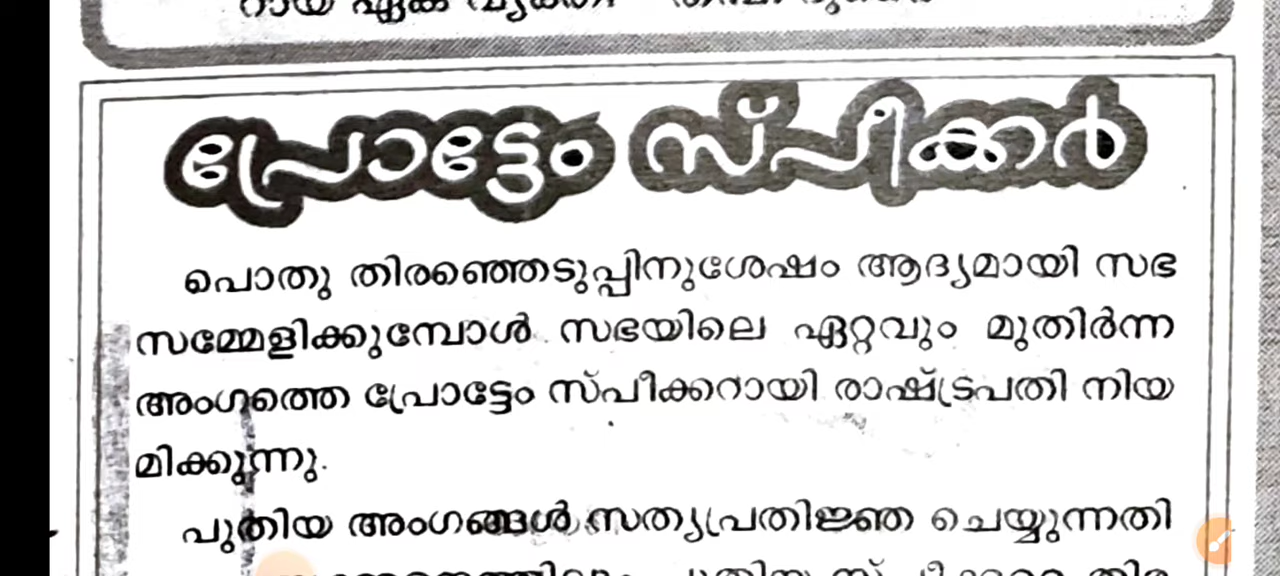 പ്രോട്ടേം സ്പീക്കർ
പൊതു തിരഞ്ഞെടുപ്പിനുശേഷം ആദ്യമായി സഭ
സമ്മേളിക്കുമ്പോൾ സഭയിലെ ഏറ്റവും മുതിർന്ന
അംഗത്തെ പ്രോട്ടേം സ്പീക്കറായി രാഷ്ട്രപതി നിയ
മിക്കുന്നു.
പുതിയ അംഗങ്ങൾ സത്യപ്രതിജ്ഞ ചെയ്യുന്നതി